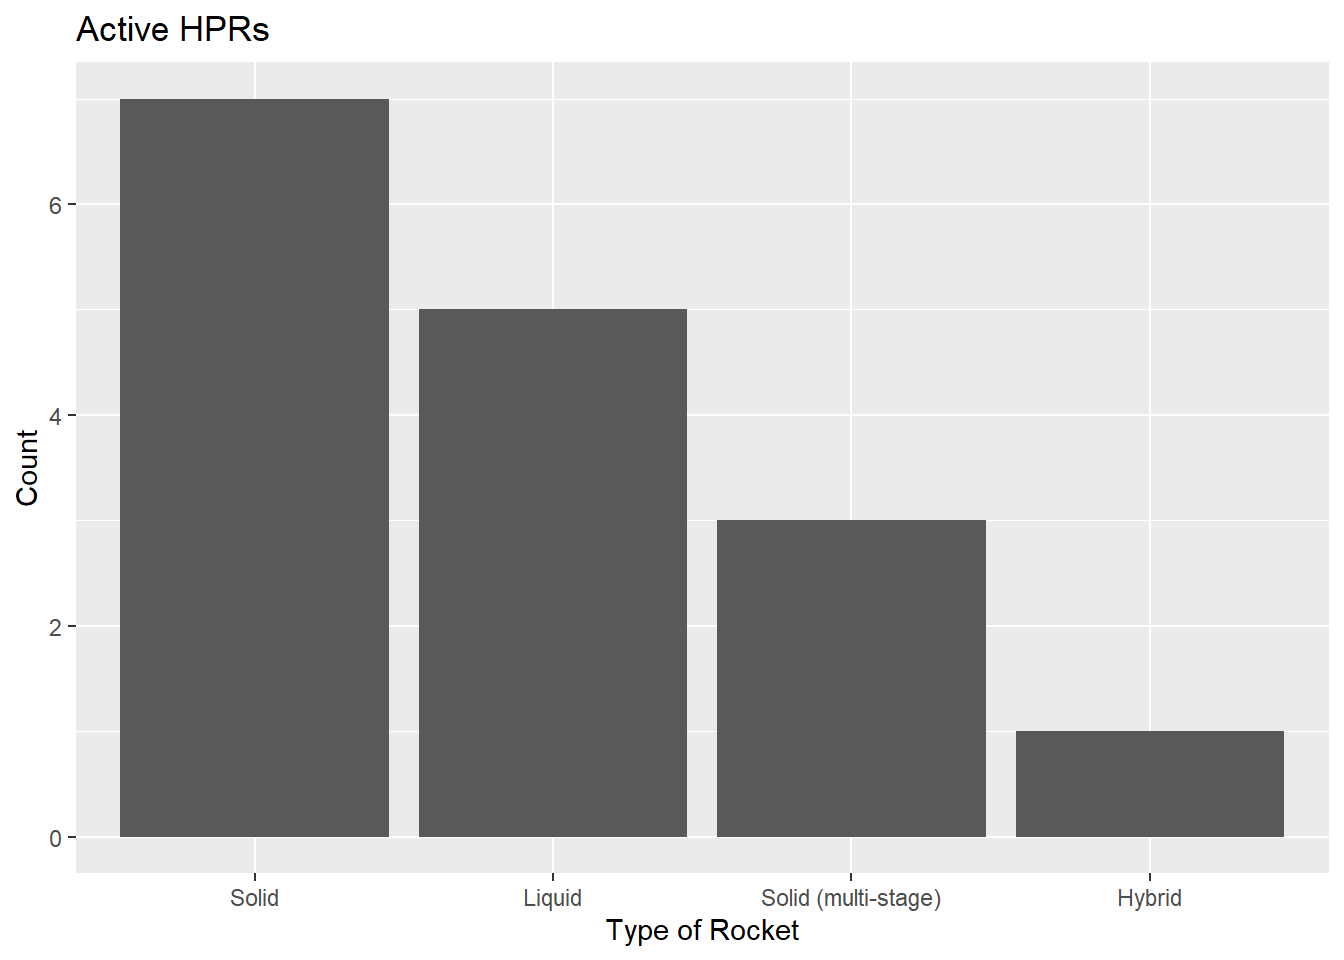 Active HPRs
6
4
2
0
Count
Solid
Liquid
Solid (multi-stage)
Hybrid
Type of Rocket